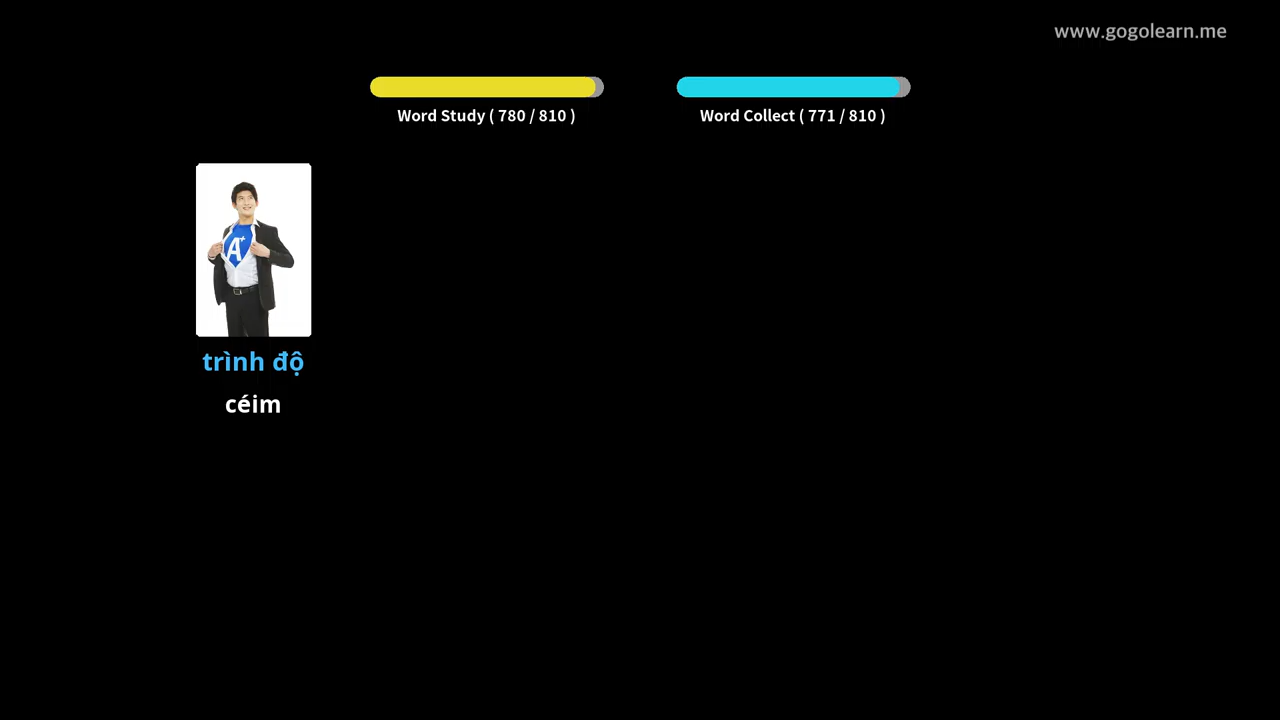 www.gogolearn.me
Word Study ( 780 / 810 )
Word Collect ( 771 / 810 )
A+
trình độ
céim